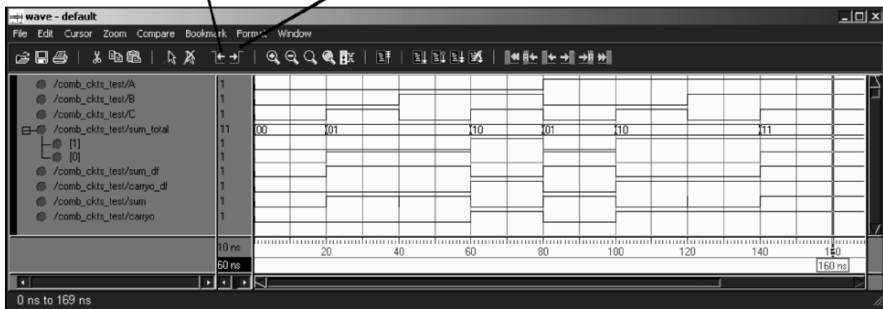 wave - default
File Edit Cursor Zoom Compare Bookmark Format Window
/comb_ckts_test/A 1
/comb_ckts_test/B 1
/comb_ckts_test/C 1
/comb_ckts_test/sum_total 11 00 01 10 01 10 11
[1] 1
[0] 1
/comb_ckts_test/sum_df 1
/comb_ckts_test/carryo_df 1
/comb_ckts_test/sum 1
/comb_ckts_test/carryo 1
10 ns 20 40 60 80 100 120 140
60 ns 160 ns
0 ns to 169 ns